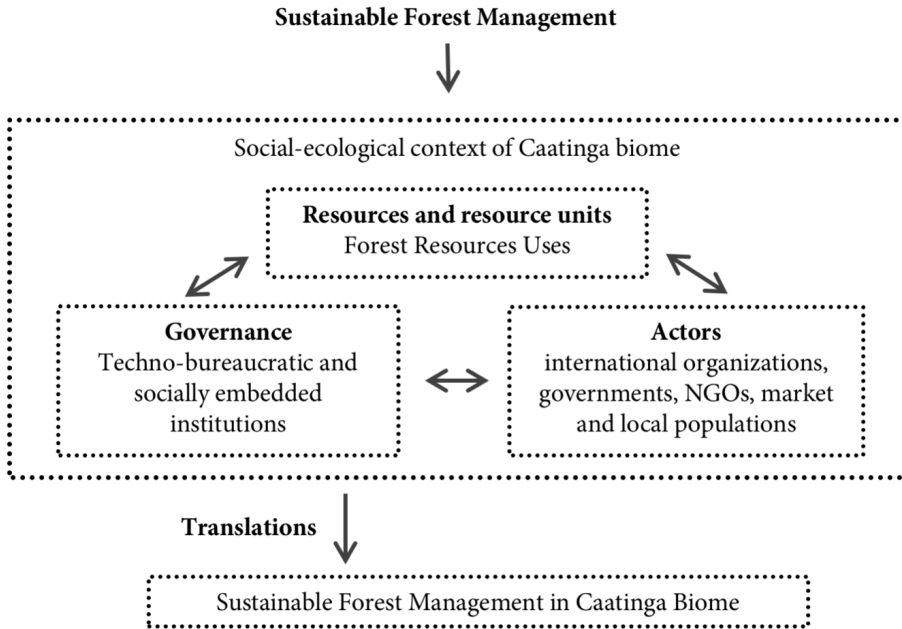 Sustainable Forest Management
Social-ecological context of Caatinga biome
Resources and resource units
Forest Resources Uses
Governance
Techno-bureaucratic and
socially embedded
institutions
Actors
international organizations,
governments, NGOs, market
and local populations
Translations
Sustainable Forest Management in Caatinga Biome